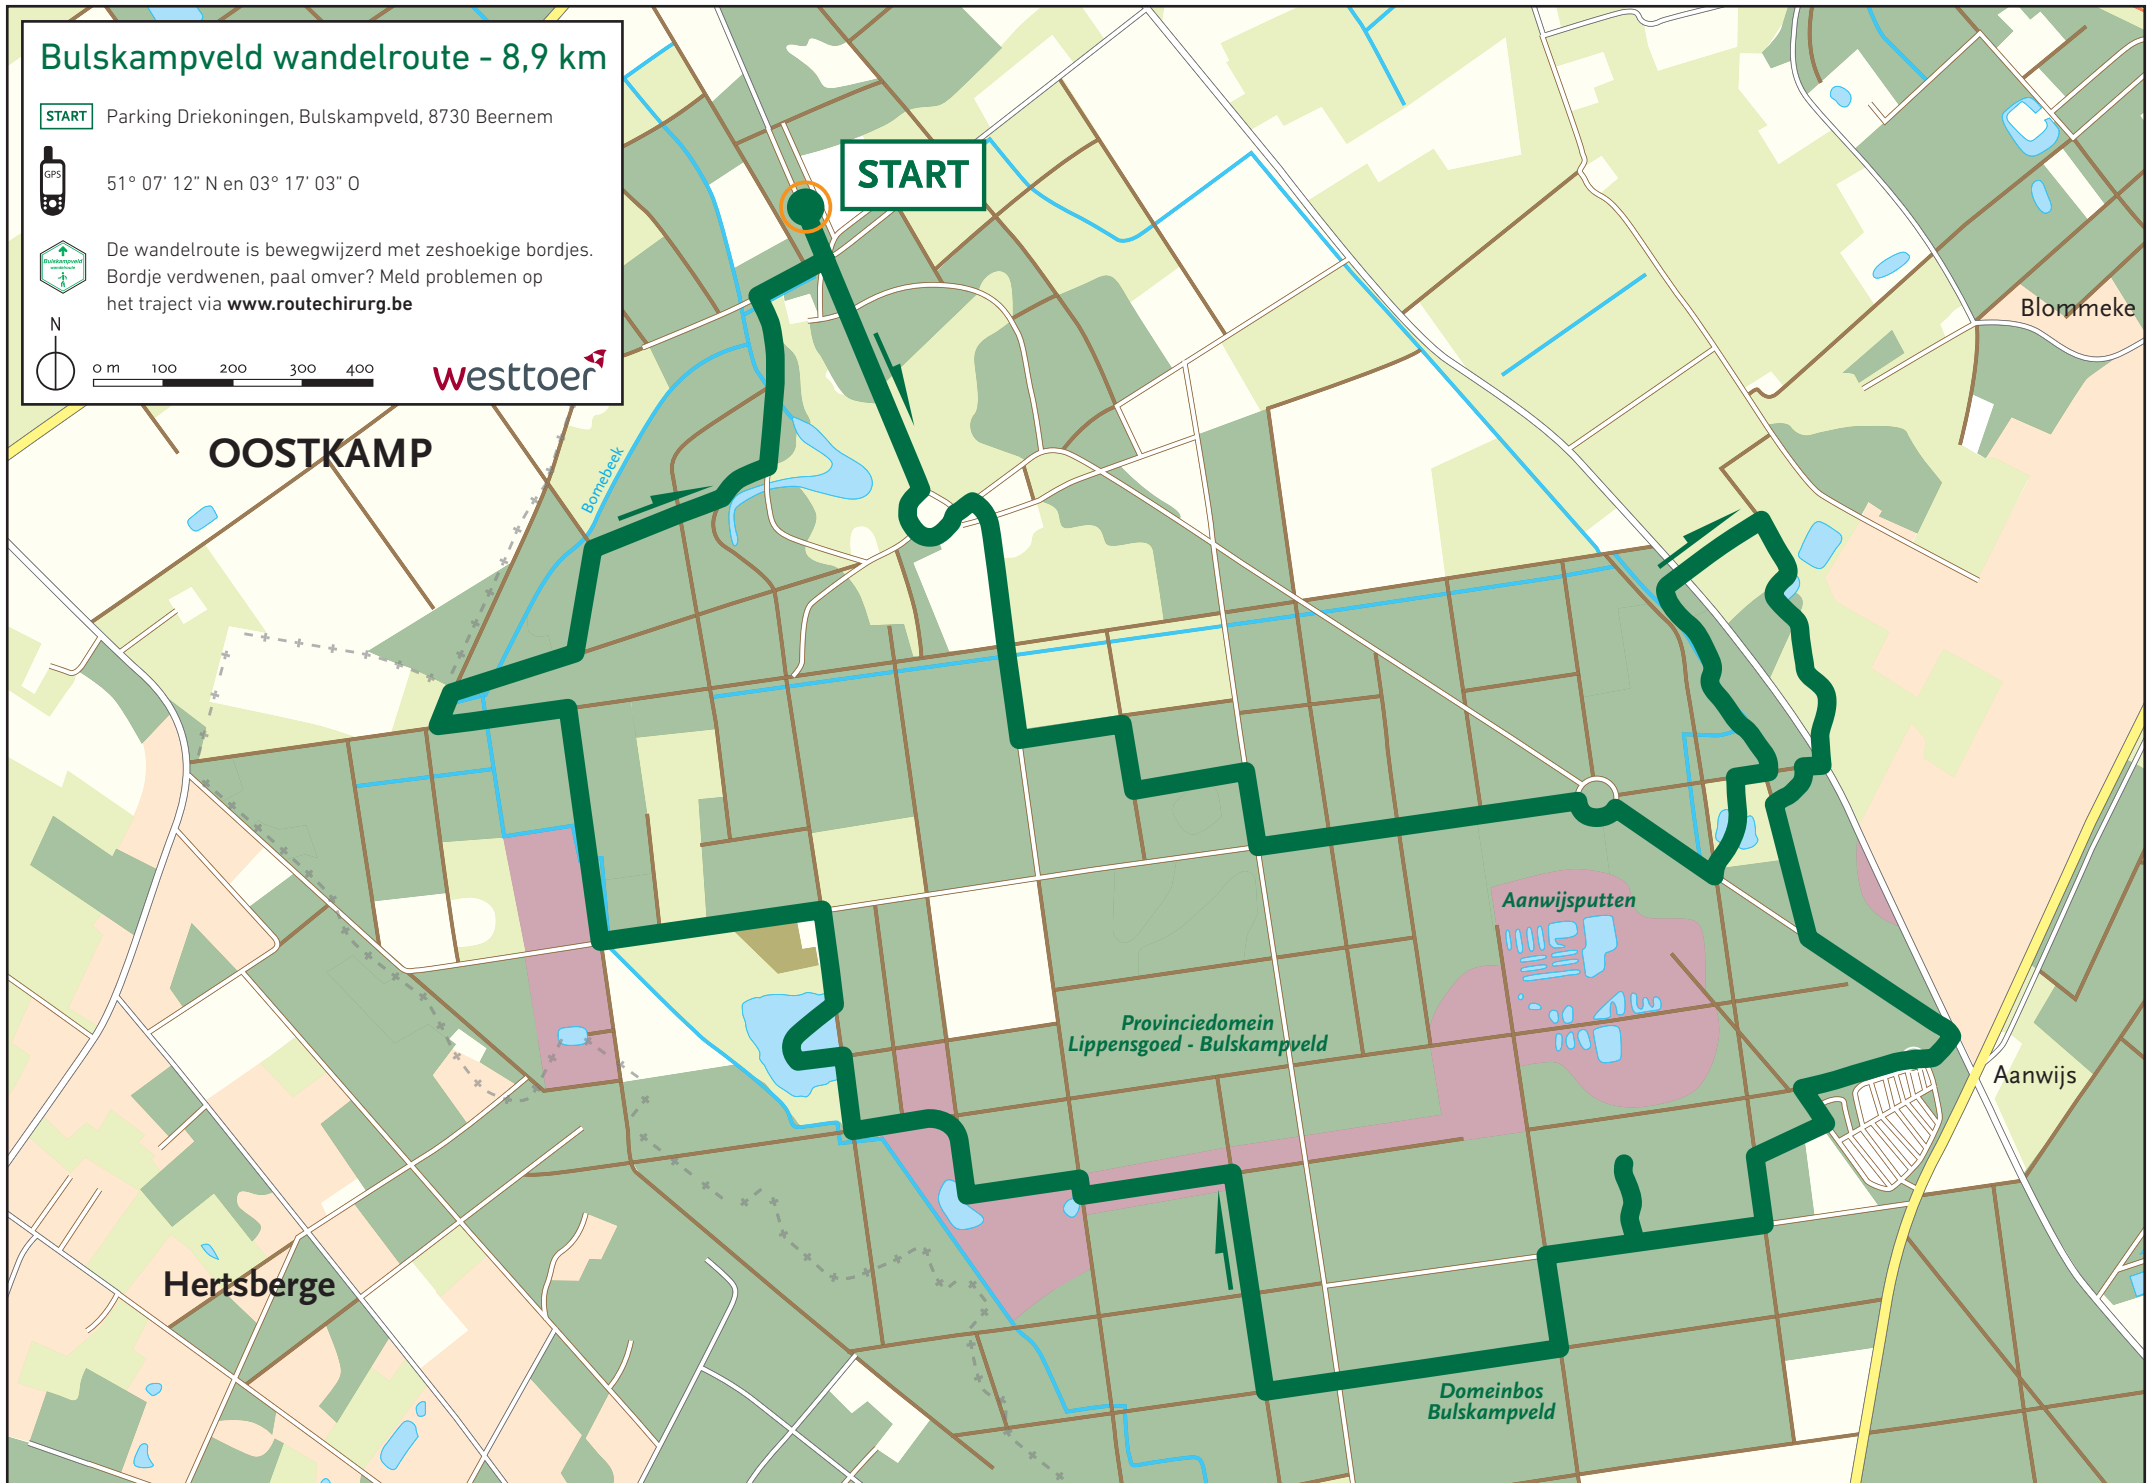 Bulskampveld wandelroute - 8,9 km
START Parking Driekoningen, Bulskampveld, 8730 Beernem
GPS
51° 07' 12" N en 03° 17' 03" O
Bulskampveld
wandelroute
De wandelroute is bewegwijzerd met zeshoekige bordjes.
Bordje verdwenen, paal omver? Meld problemen op
het traject via www.routechirurg.be
N
0 m 100 200 300 400
westtoer
START
Blommeke
OOSTKAMP
Bornebeek
Aanwijsputten
Provinciedomein
Lippensgoed - Bulskampveld
Aanwijs
Hertsberge
Domeinbos
Bulskampveld